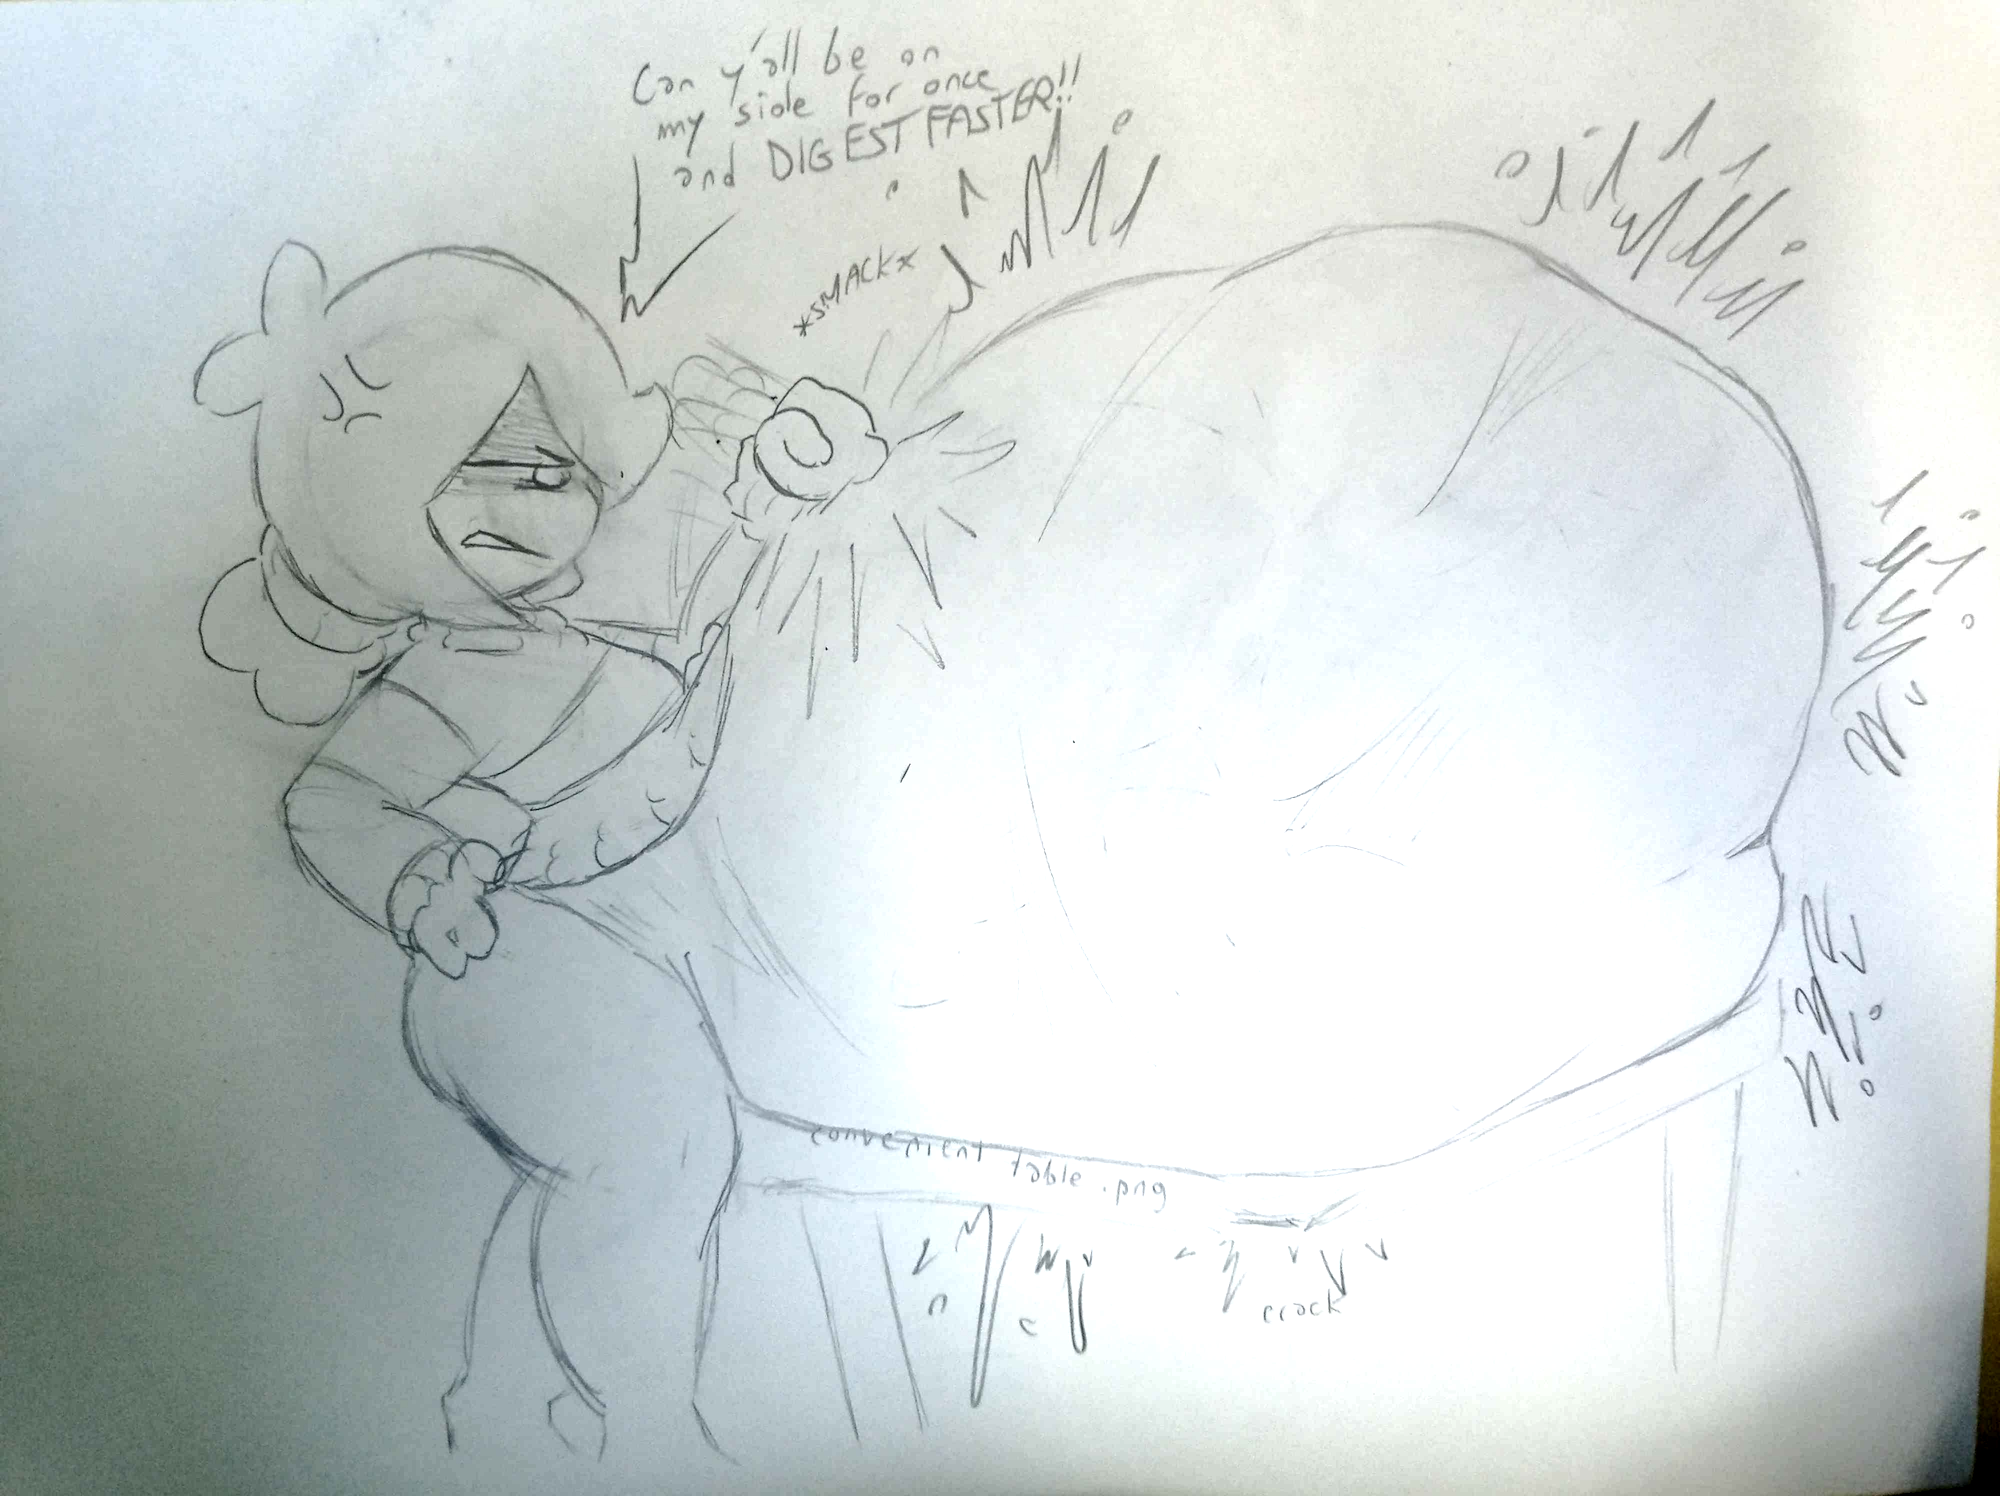 Can y'all be on
my side for once
and DIGEST FASTER!!
*SMACK*
convenient table .png
crack